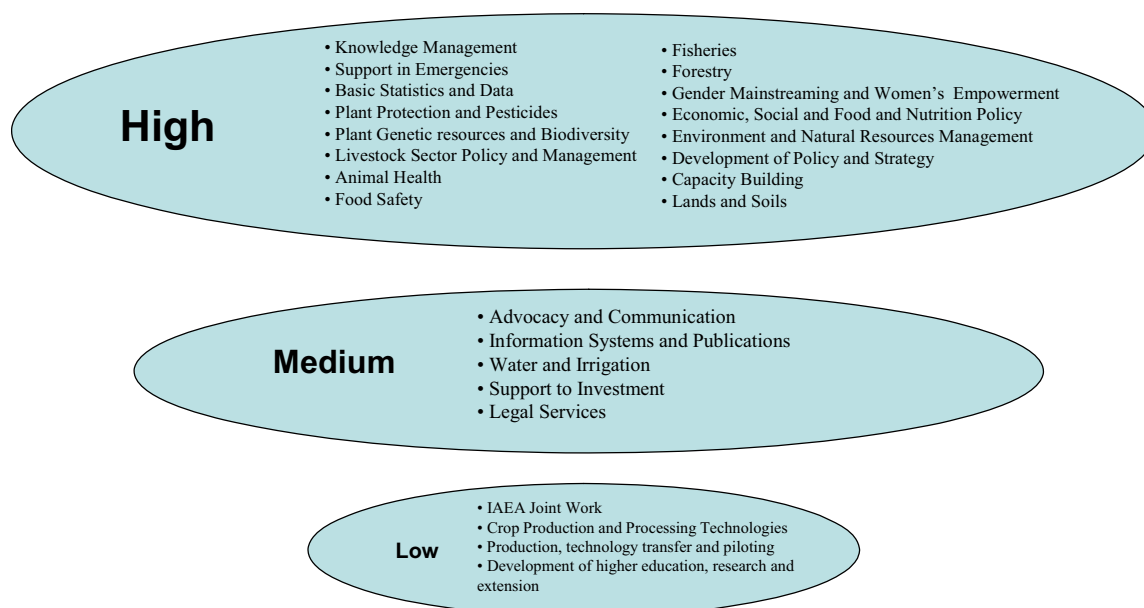 High
• Knowledge Management
• Support in Emergencies
• Basic Statistics and Data
• Plant Protection and Pesticides
• Plant Genetic resources and Biodiversity
• Livestock Sector Policy and Management
• Animal Health
• Food Safety
• Fisheries
• Forestry
• Gender Mainstreaming and Women’s Empowerment
• Economic, Social and Food and Nutrition Policy
• Environment and Natural Resources Management
• Development of Policy and Strategy
• Capacity Building
• Lands and Soils
Medium
• Advocacy and Communication
• Information Systems and Publications
• Water and Irrigation
• Support to Investment
• Legal Services
Low
• IAEA Joint Work
• Crop Production and Processing Technologies
• Production, technology transfer and piloting
• Development of higher education, research and
extension